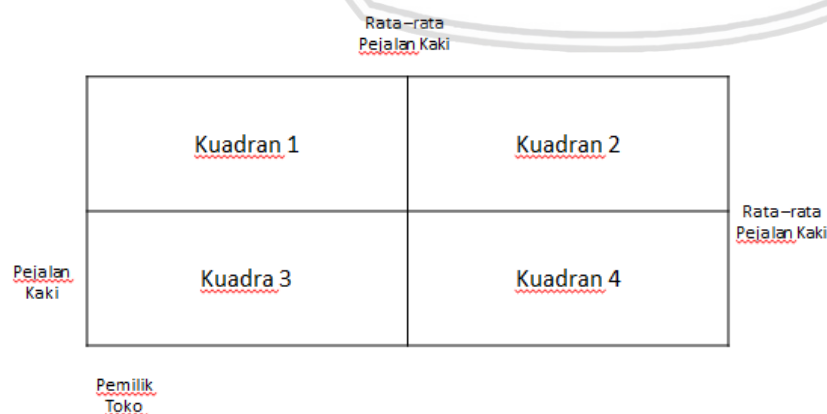 Rata–rata
Pejalan Kaki
Kuadran 1
Kuadran 2
Rata–rata
Pejalan Kaki
Pejalan
Kaki
Kuadra 3
Kuadran 4
Pemilik
Toko